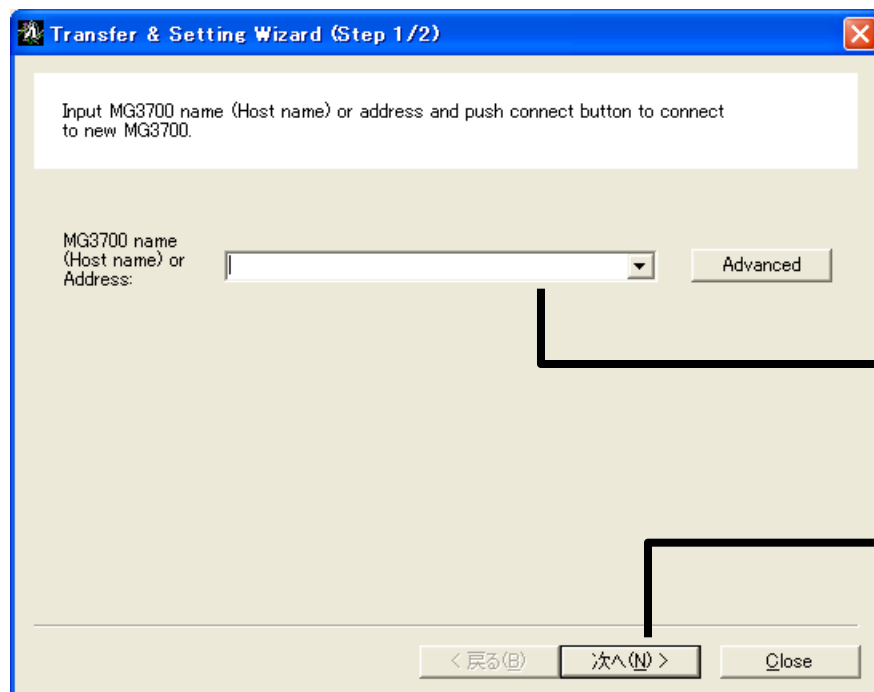 Transfer & Setting Wizard (Step 1/2)
Input MG3700 name (Host name) or address and push connect button to connect
to new MG3700.
MG3700 name
(Host name) or
Address:
Advanced
< 戻る(B)
次へ(N) >
Close